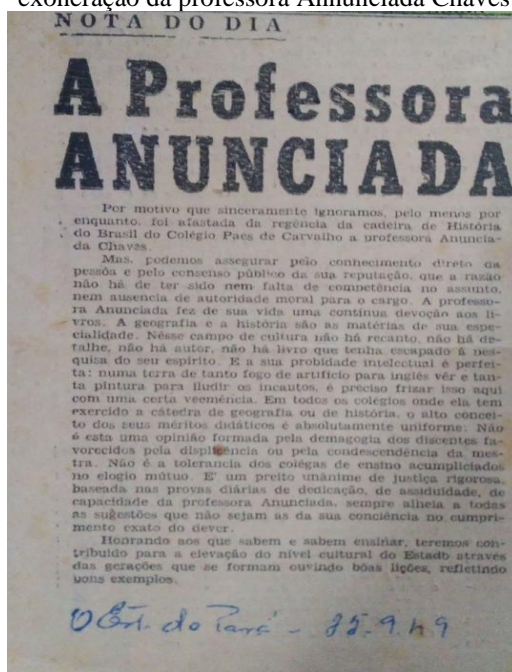 exoneração da professora Annunciada Chaves
NOTA DO DIA
A Professora
ANUNCIADA
Por motivo que sinceramente ignoramos, pelo menos por
enquanto, foi afastada da regência da cadeira de História
do Brasil do Colégio Paes de Carvalho a professora Anuncia-
da Chaves.
Mas, podemos assegurar pelo conhecimento direto da
pessôa e pelo consenso público da sua reputação, que a razão
não há de ter sido nem falta de competência no assunto,
nem ausencia de autoridade moral para o cargo. A professo-
ra Anunciada fez de sua vida uma contínua devoção aos li-
vros. A geografia e a história são as matérias de sua espe-
cialidade. Nêsse campo de cultura não há recanto, não há de-
talhe, não há autor, não há livro que tenha escapado á pes-
quisa do seu espírito. E a sua probidade intelectual é perfei-
ta: numa terra de tanto fogo de artifício para inglês vêr e tan-
ta pintura para iludir os incautos, é preciso frizar isso aqui
com uma certa veemência. Em todos os colégios onde ela tem
exercido a cátedra de geografia ou de história, o alto concei-
to dos seus méritos didáticos é absolutamente uniforme. Não
é esta uma opinião formada pela demagogia dos discentes fa-
vorecidos pela displicência ou pela condescendência da mes-
tra. Não é a tolerancia dos colégas de ensino acumpliciados
no elogio mútuo. E' um preito unânime de justiça rigorosa,
baseada nas provas diárias de dedicação, de assiduidade, de
capacidade da professora Anunciada, sempre alheia a todas
as sugestões que não sejam as da sua conciência no cumpri-
mento exato do dever.
Honrando aos que sabem e sabem ensinar, teremos con-
tribuido para a elevação do nível cultural do Estado atravès
das gerações que se formam ouvindo bôas lições, refletindo
bons exemplos.
O Est. do Pará - 25.9.49